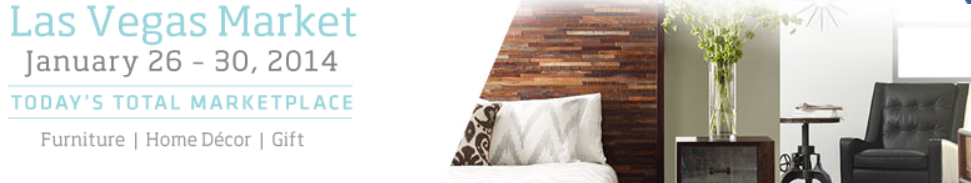 Las Vegas Market
January 26 - 30, 2014
TODAY'S TOTAL MARKETPLACE
Furniture | Home Décor | Gift